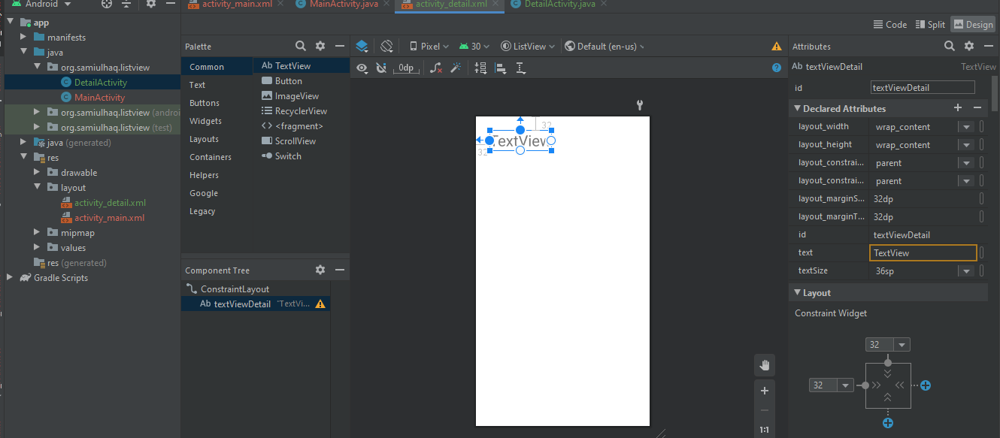 Android
activity_main.xml
MainActivity.java
activity_detail.xml
DetailActivity.java
Code
Split
Design
app
manifests
java
org.samiulhaq.listview
DetailActivity
MainActivity
org.samiulhaq.listview (androi
org.samiulhaq.listview (test)
java (generated)
res
drawable
layout
activity_detail.xml
activity_main.xml
mipmap
values
res (generated)
Gradle Scripts
Palette
Common
Text
Buttons
Widgets
Layouts
Containers
Helpers
Google
Legacy
Ab TextView
Button
ImageView
RecyclerView
<fragment>
ScrollView
Switch
Component Tree
ConstraintLayout
Ab textViewDetail "TextVi...
Pixel
30
ListView
Default (en-us)
0dp
32
TextView
32
1:1
Attributes
Ab textViewDetail TextView
id textViewDetail
Declared Attributes
layout_width wrap_content
layout_height wrap_content
layout_constrai... parent
layout_constrai... parent
layout_marginS... 32dp
layout_marginT... 32dp
id textViewDetail
text TextView
textSize 36sp
Layout
Constraint Widget
32
32